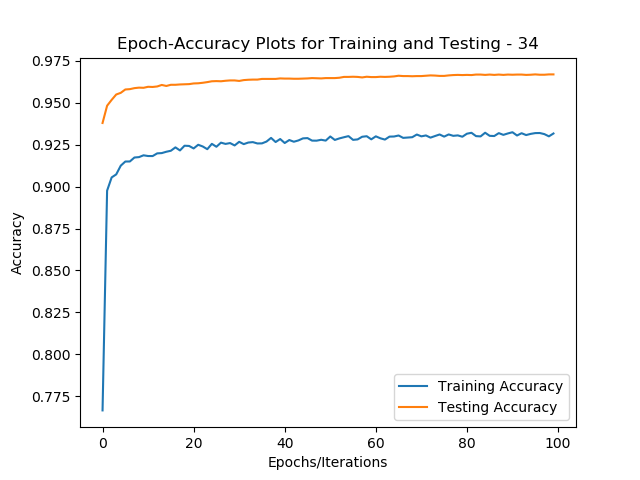 Epoch-Accuracy Plots for Training and Testing - 34
0.975
0.950
0.925
0.900
0.875
0.850
0.825
0.800
0.775
Accuracy
Training Accuracy
Testing Accuracy
0 20 40 60 80 100
Epochs/Iterations